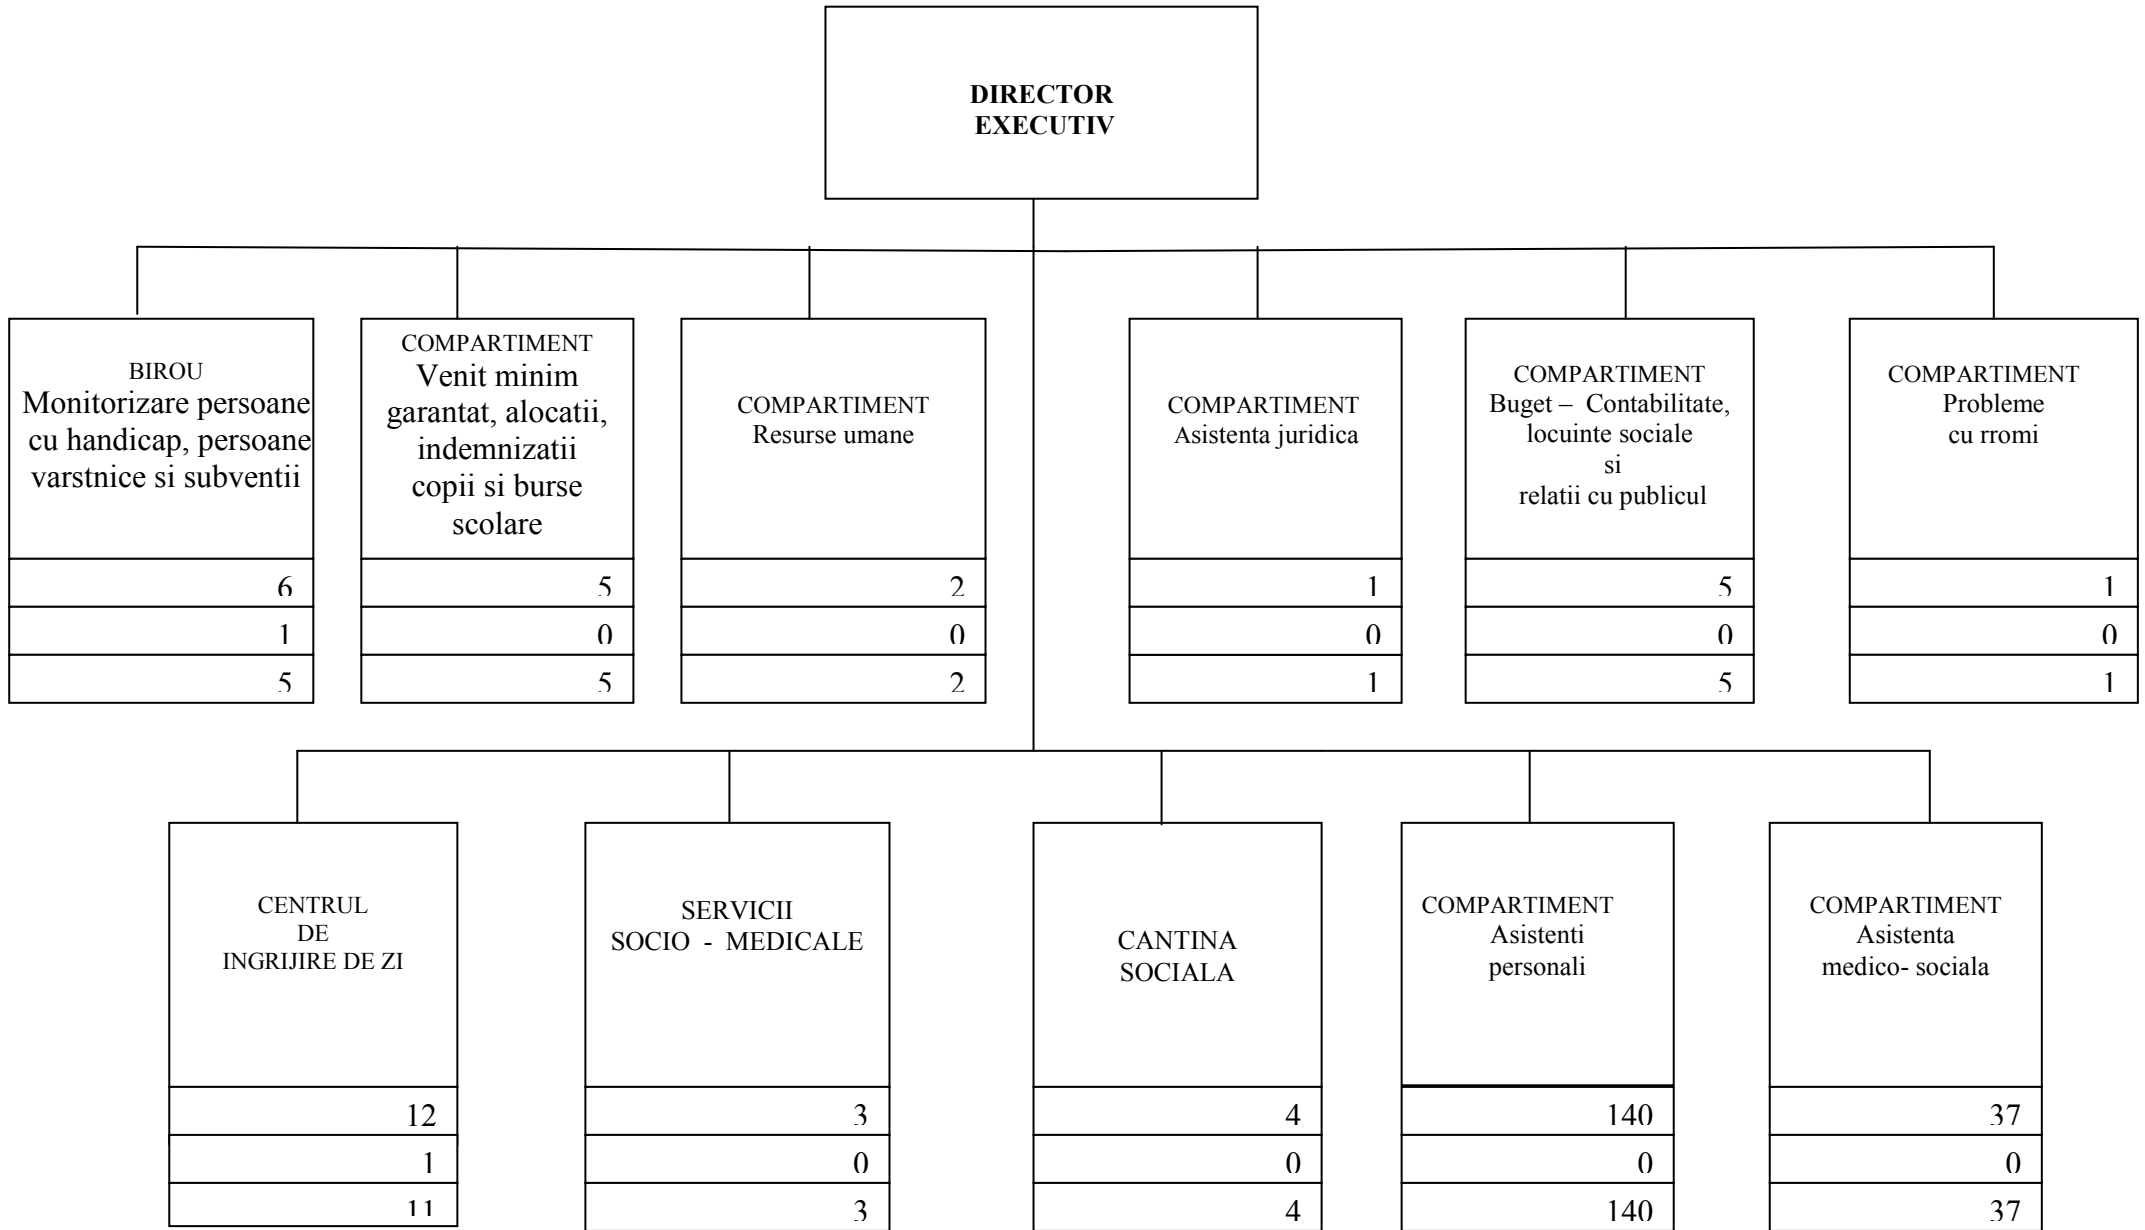 DIRECTOR
EXECUTIV
BIROU
Monitorizare persoane
cu handicap, persoane
varstnice si subventii
6
1
5
COMPARTIMENT
Venit minim
garantat, alocatii,
indemnizatii
copii si burse
scolare
5
0
5
COMPARTIMENT
Resurse umane
2
0
2
COMPARTIMENT
Asistenta juridica
1
0
1
COMPARTIMENT
Buget – Contabilitate,
locuinte sociale
si
relatii cu publicul
5
0
5
COMPARTIMENT
Probleme
cu rromi
1
0
1
CENTRUL
DE
INGRIJIRE DE ZI
12
1
11
SERVICII
SOCIO - MEDICALE
3
0
3
CANTINA
SOCIALA
4
0
4
COMPARTIMENT
Asistenti
personali
140
0
140
COMPARTIMENT
Asistenta
medico- sociala
37
0
37